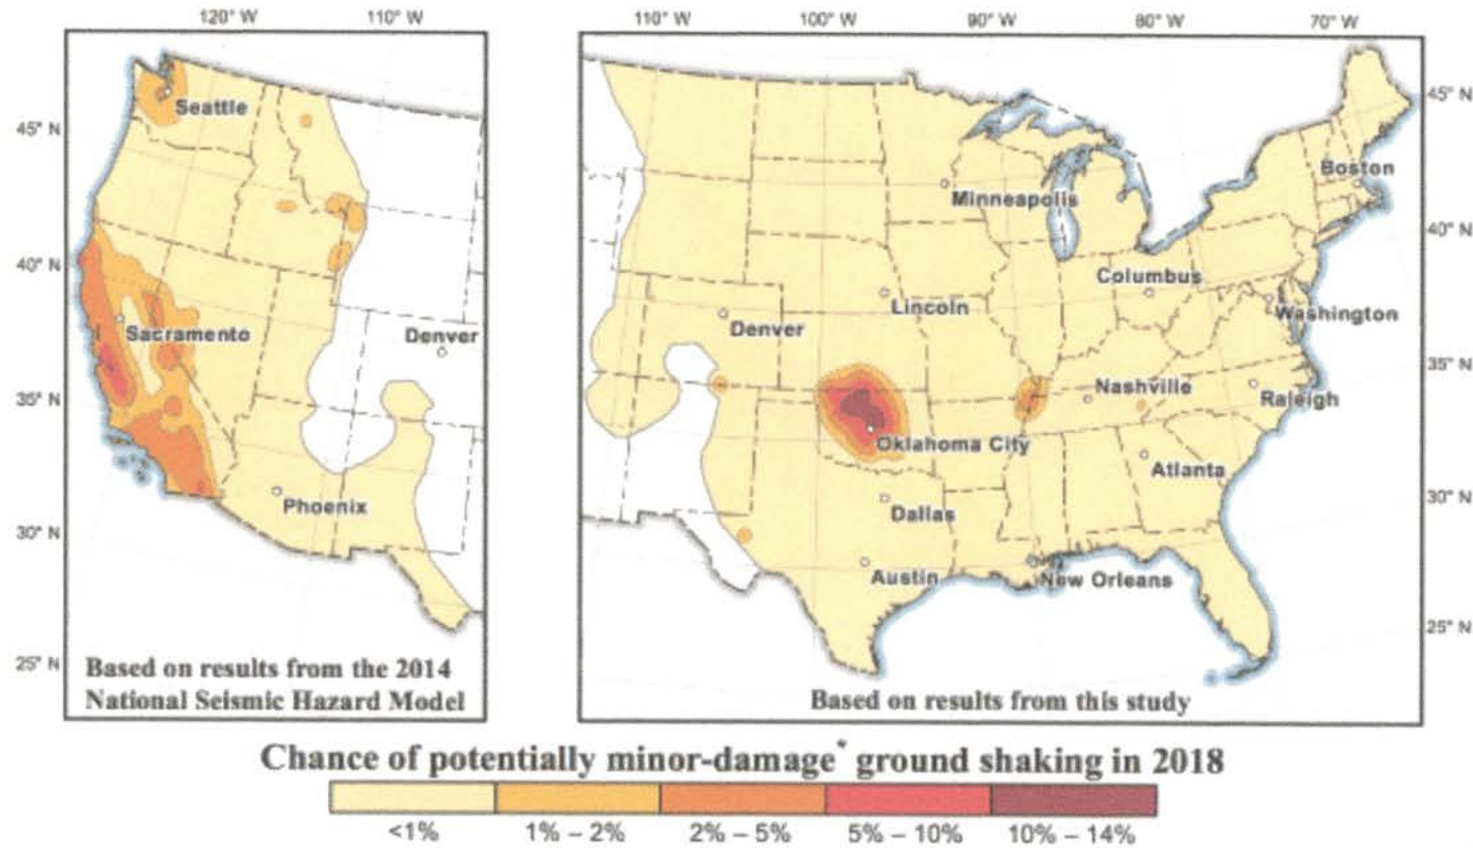 120° W
110° W
110° W
100° W
90° W
80° W
70° W
45° N
40° N
35° N
30° N
25° N
Seattle
Sacramento
Denver
Phoenix
Based on results from the 2014
National Seismic Hazard Model
45° N
40° N
35° N
30° N
25° N
Boston
Minneapolis
Columbus
Lincoln
Washington
Denver
Nashville
Raleigh
Oklahoma City
Atlanta
Dallas
Austin
New Orleans
Based on results from this study
Chance of potentially minor-damage* ground shaking in 2018
<1%
1% – 2%
2% – 5%
5% – 10%
10% – 14%